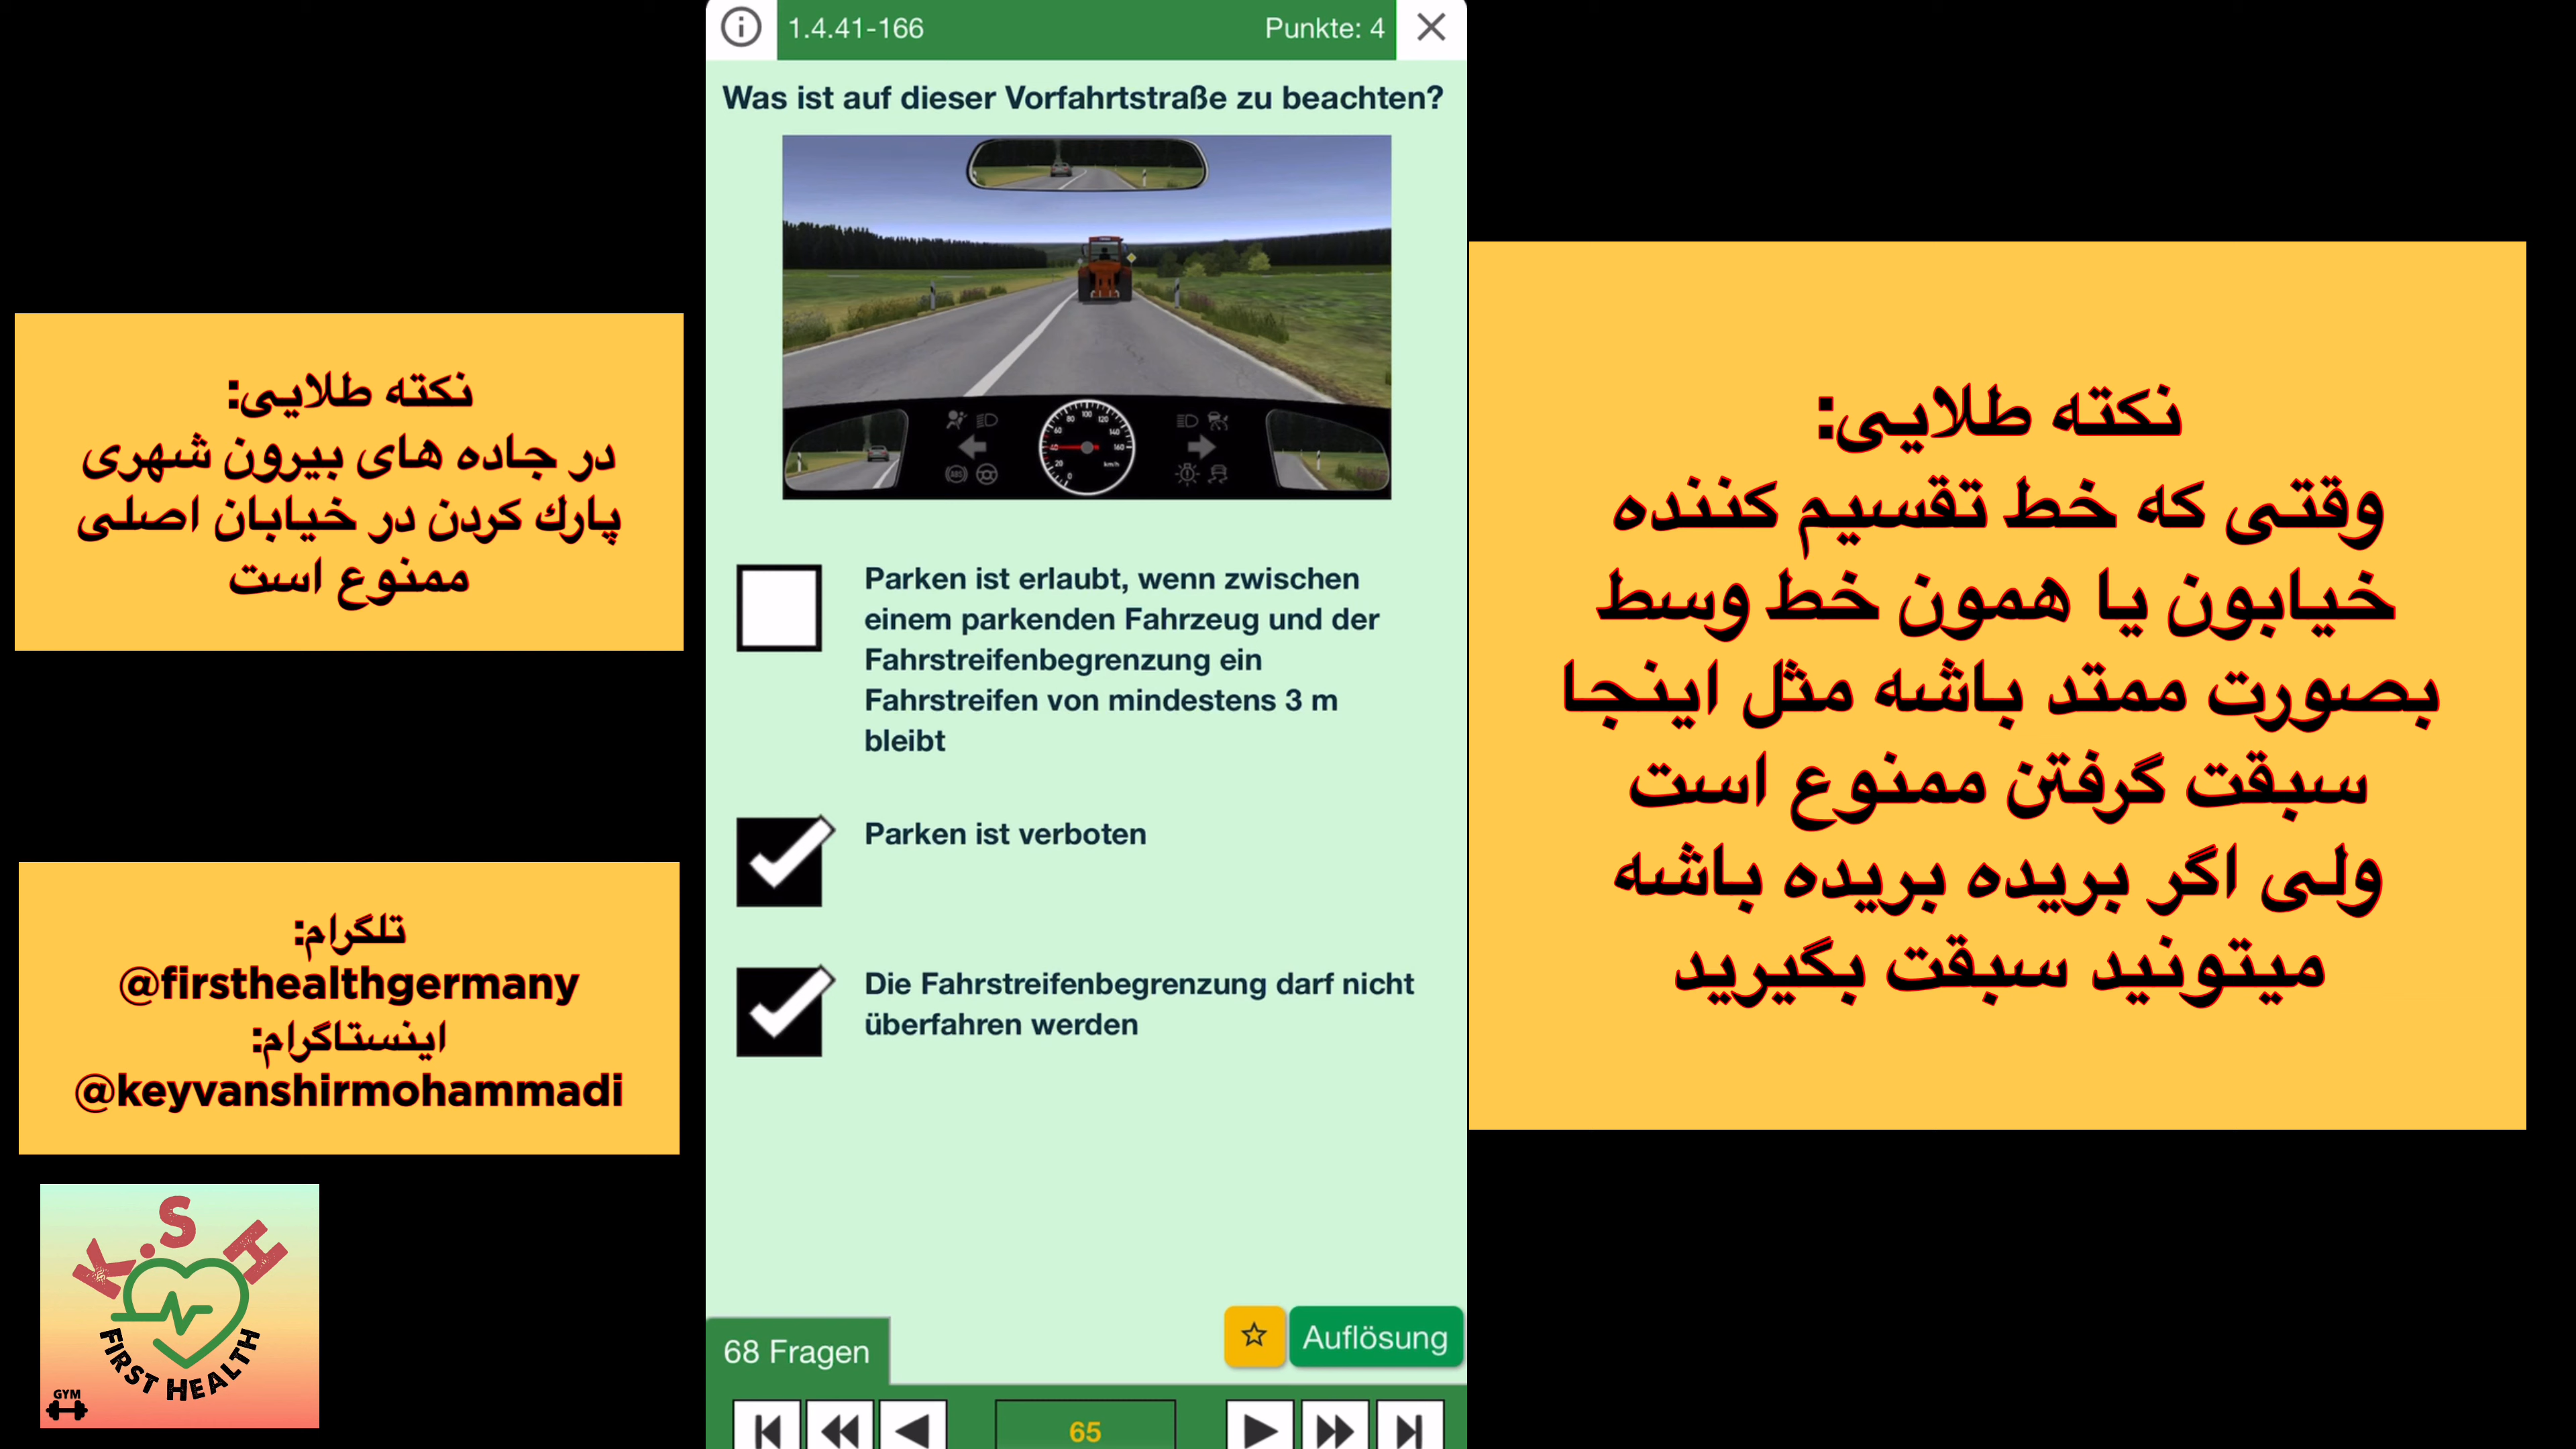 1.4.41-166
Punkte: 4
Was ist auf dieser Vorfahrtstraße zu beachten?
Parken ist erlaubt, wenn zwischen
einem parkenden Fahrzeug und der
Fahrstreifenbegrenzung ein
Fahrstreifen von mindestens 3 m
bleibt
Parken ist verboten
Die Fahrstreifenbegrenzung darf nicht
überfahren werden
Auflösung
68 Fragen
65
نکته طلایی:
در جاده های بیرون شهری
پارك کردن در خیابان اصلی
ممنوع است
تلگرام:
@firsthealthgermany
اینستاگرام:
@keyvanshirmohammadi
K.SH
FIRST HEALTH
GYM
نکته طلایی:
وقتی که خط تقسیم کننده
خیابون یا همون خط وسط
بصورت ممتد باشه مثل اینجا
سبقت گرفتن ممنوع است
ولی اگر بریده بریده باشه
میتونید سبقت بگیرید